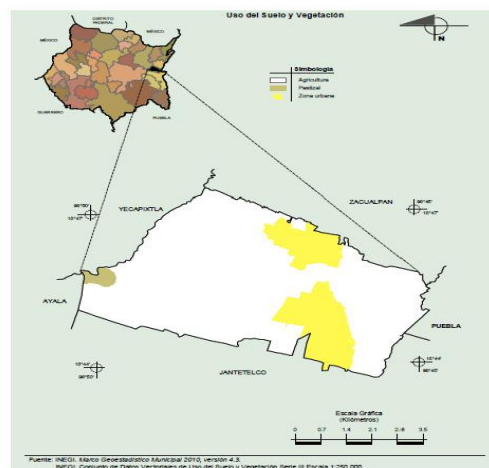 Uso del Suelo y Vegetación
DISTRITO
FEDERAL
MÉXICO
MÉXICO
GUERRERO
PUEBLA
N
Simbología
Agricultura
Pastizal
Zona urbana
YECAPIXTLA
ZACUALPAN
AYALA
PUEBLA
JANTETELCO
Escala Gráfica
(Kilómetros)
0 0.7 1.4 2.1 2.8 3.5
Fuente: INEGI. Marco Geoestadístico Municipal 2010, versión 4.3.
INEGI. Conjunto de Datos Vectoriales de Uso del Suelo y Vegetación Serie III Escala 1:250 000